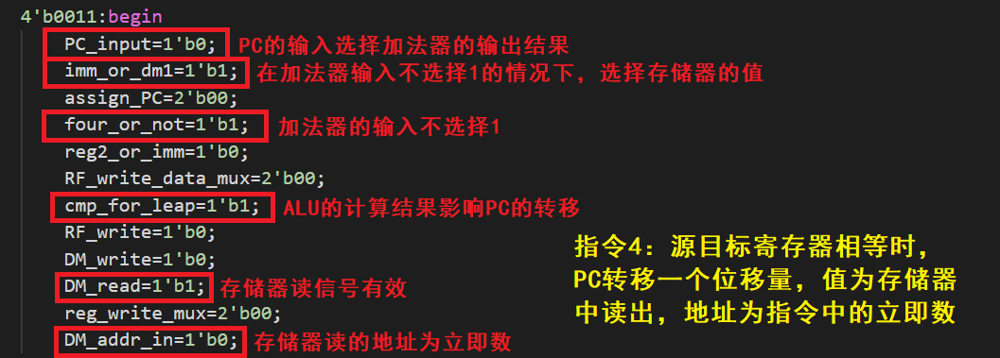 4'b0011:begin
PC_input=1'b0; PC的输入选择加法器的输出结果
imm_or_dm1=1'b1; 在加法器输入不选择1的情况下，选择存储器的值
assign_PC=2'b00;
four_or_not=1'b1; 加法器的输入不选择1
reg2_or_imm=1'b0;
RF_write_data_mux=2'b00;
cmp_for_leap=1'b1; ALU的计算结果影响PC的转移
RF_write=1'b0;
DM_write=1'b0;
DM_read=1'b1; 存储器读信号有效
reg_write_mux=2'b00;
DM_addr_in=1'b0; 存储器读的地址为立即数
指令4：源目标寄存器相等时，
PC转移一个位移量，值为存储器
中读出，地址为指令中的立即数